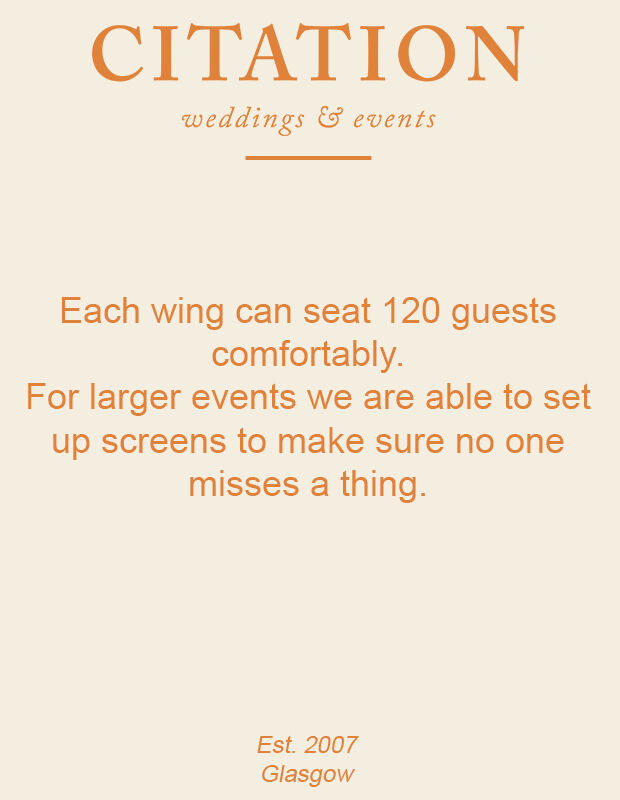 CITATION
weddings & events
Each wing can seat 120 guests
comfortably.
For larger events we are able to set
up screens to make sure no one
misses a thing.
Est. 2007
Glasgow